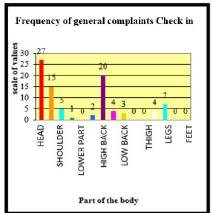 Frequency of general complaints Check in
scale of values
30
25
20
15
10
5
0
27
15
5
1
0
2
20
4
3
0
0
4
7
0
0
HEAD
SHOULDER
LOWER PART
HIGH BACK
LOW BACK
THIGH
LEGS
FEET
Part of the body